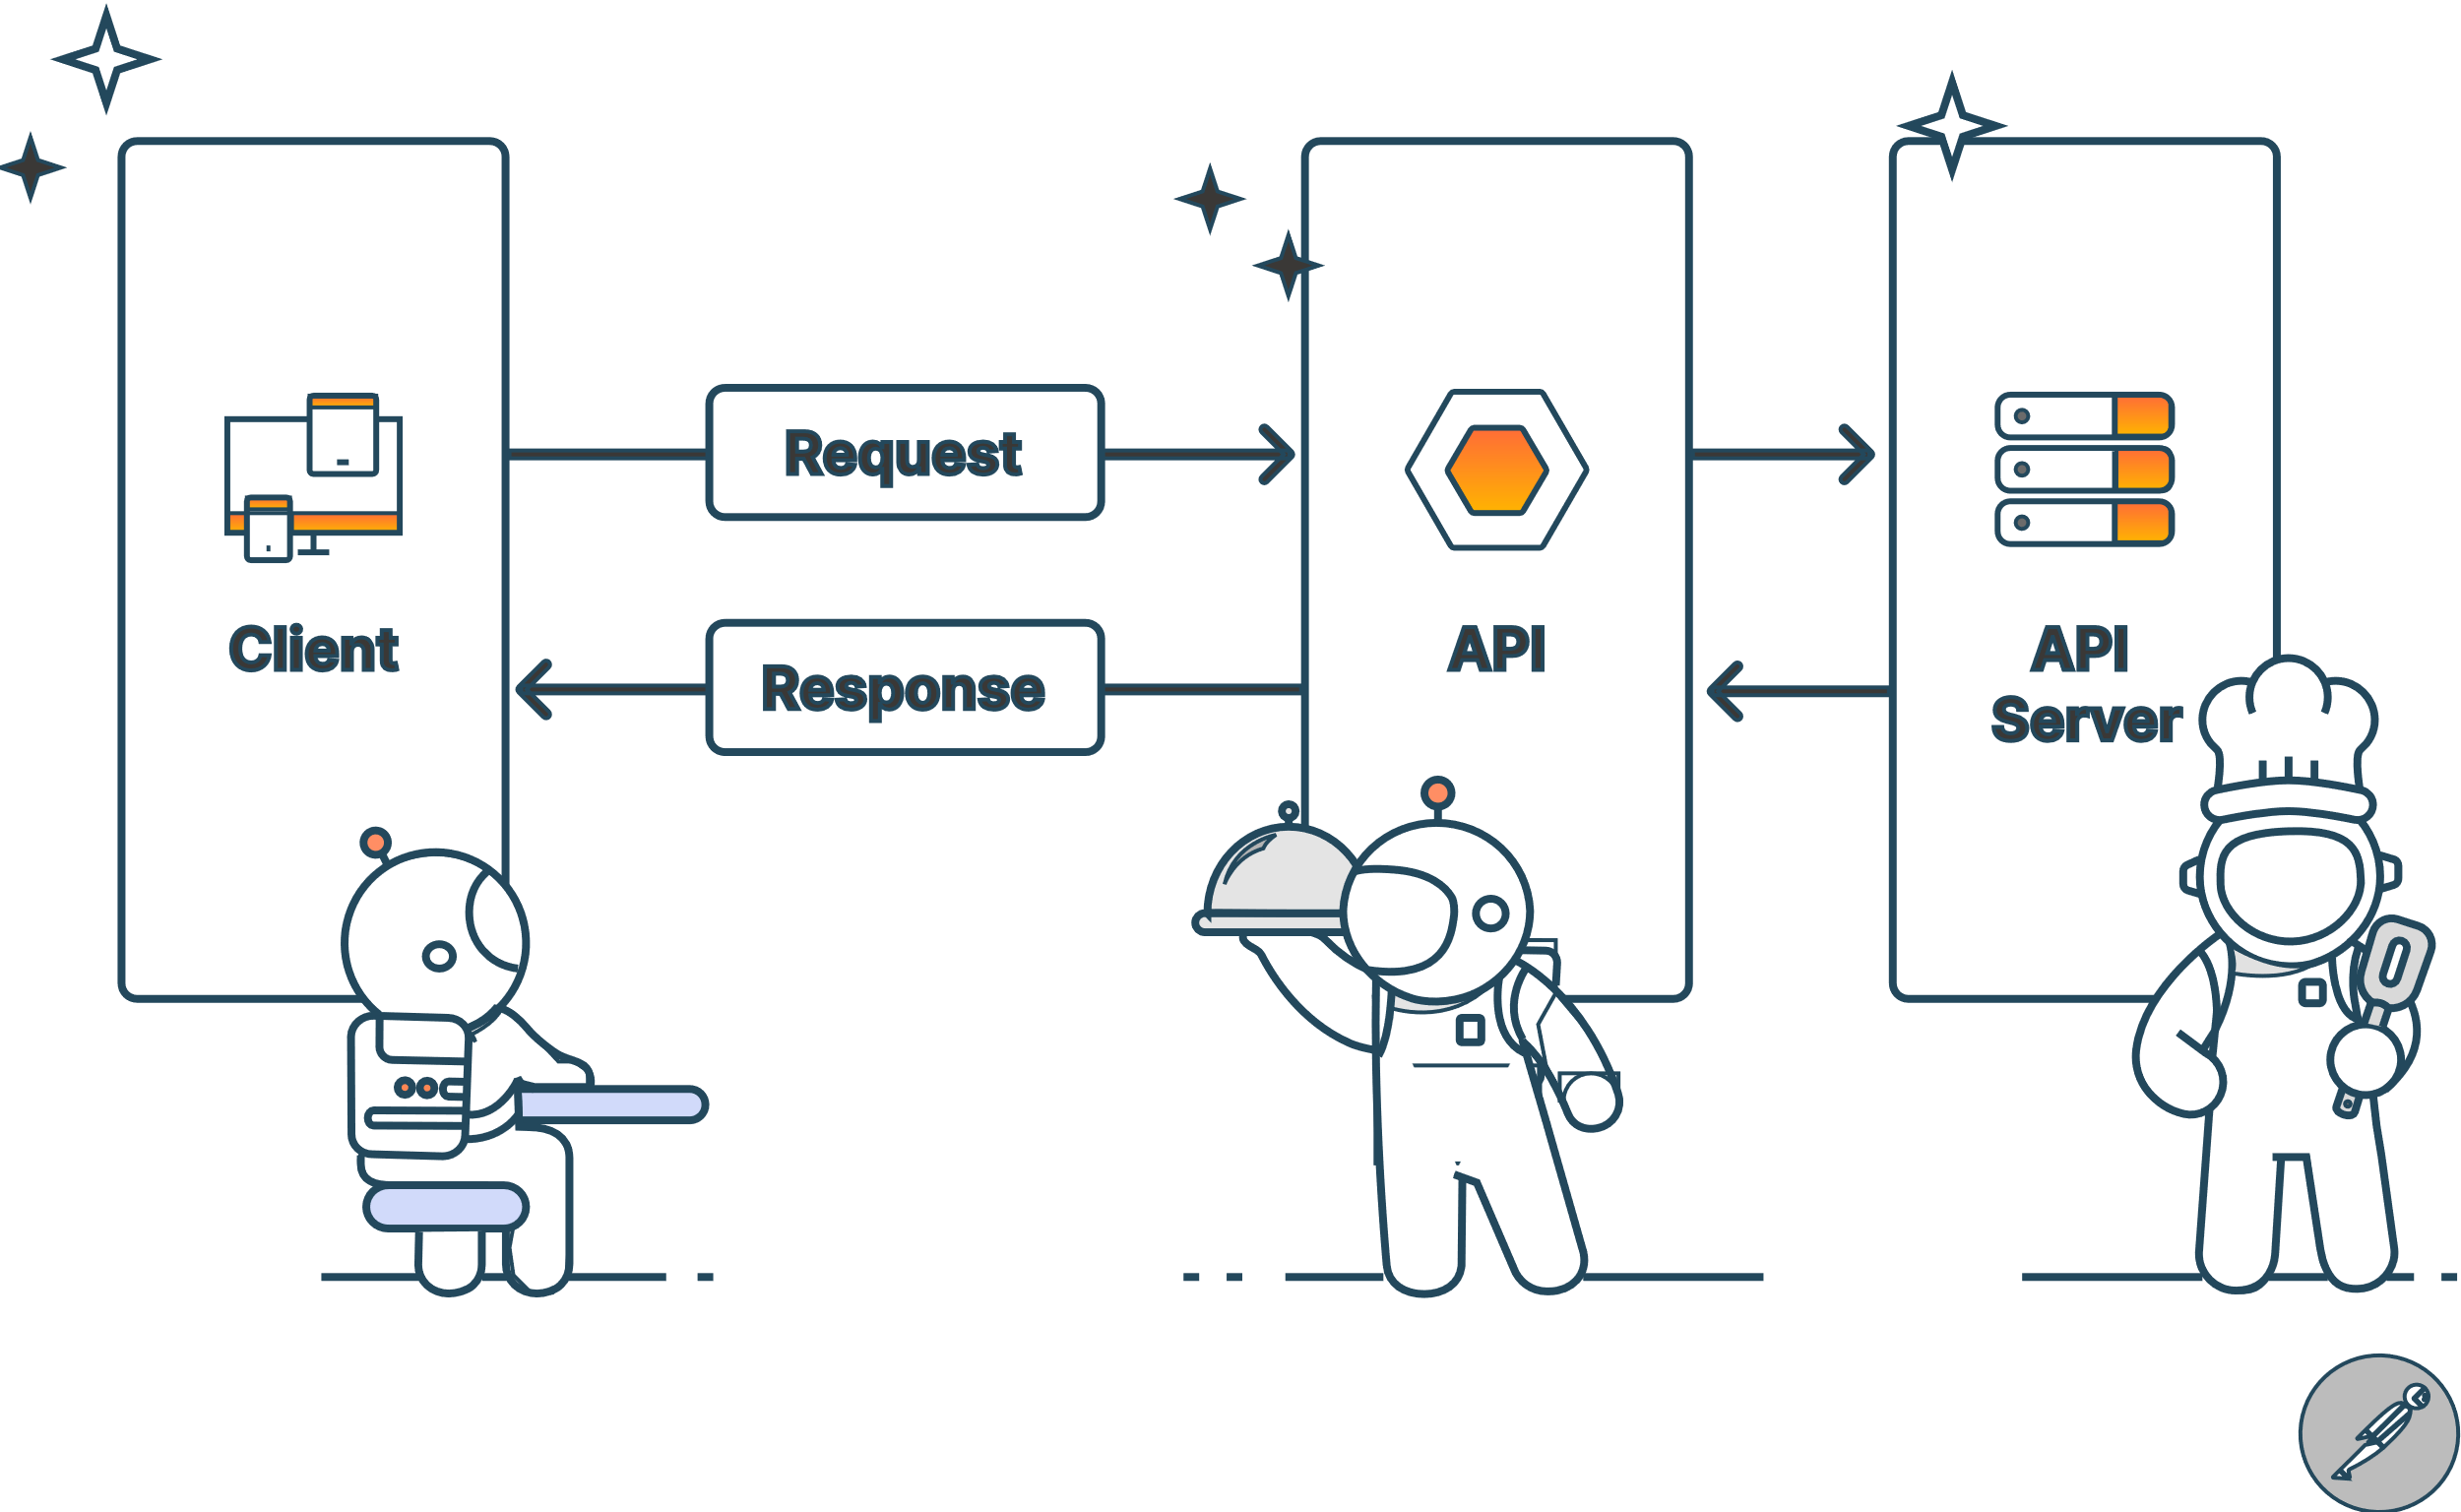 Client
Request
Response
API
API
Server